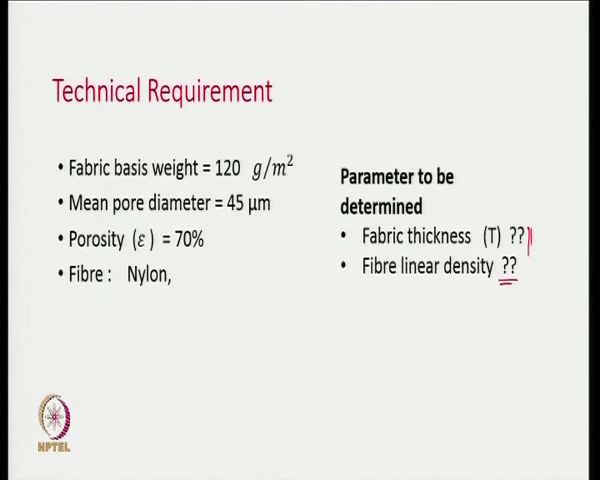 Technical Requirement
• Fabric basis weight = 120 g/m²
• Mean pore diameter = 45 µm
• Porosity (ε) = 70%
• Fibre : Nylon,
Parameter to be
determined
• Fabric thickness (T) ??
• Fibre linear density ??
NPTEL